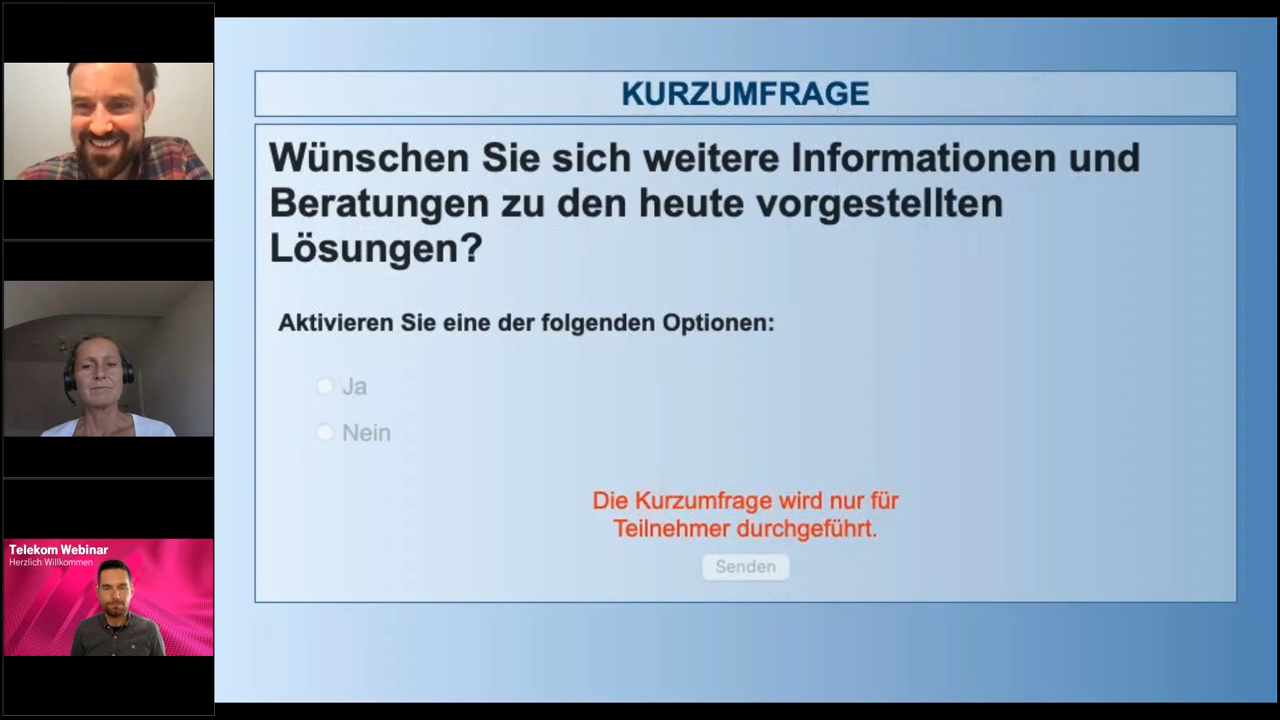 KURZUMFRAGE
Wünschen Sie sich weitere Informationen und
Beratungen zu den heute vorgestellten
Lösungen?
Aktivieren Sie eine der folgenden Optionen:
Ja
Nein
Die Kurzumfrage wird nur für
Teilnehmer durchgeführt.
Senden
Telekom Webinar
Herzlich Willkommen